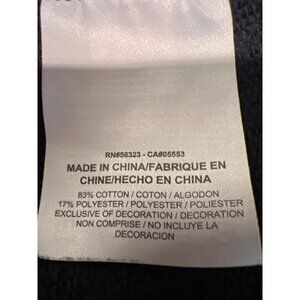 RN#56323 - CA#05553
MADE IN CHINA/FABRIQUE EN
CHINE/HECHO EN CHINA
83% COTTON / COTON / ALGODON
17% POLYESTER / POLYESTER / POLIESTER
EXCLUSIVE OF DECORATION / DECORATION
NON COMPRISE / NO INCLUYE LA
DECORACION